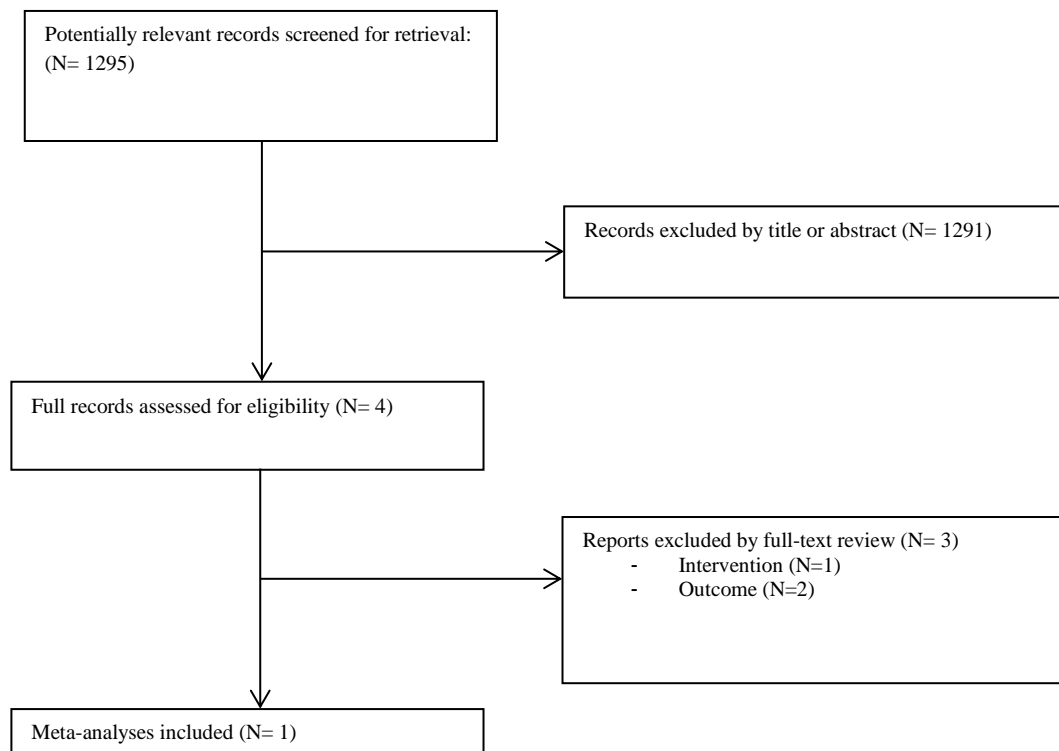 Potentially relevant records screened for retrieval:
(N= 1295)
Records excluded by title or abstract (N= 1291)
Full records assessed for eligibility (N= 4)
Reports excluded by full-text review (N= 3)
- Intervention (N=1)
- Outcome (N=2)
Meta-analyses included (N= 1)